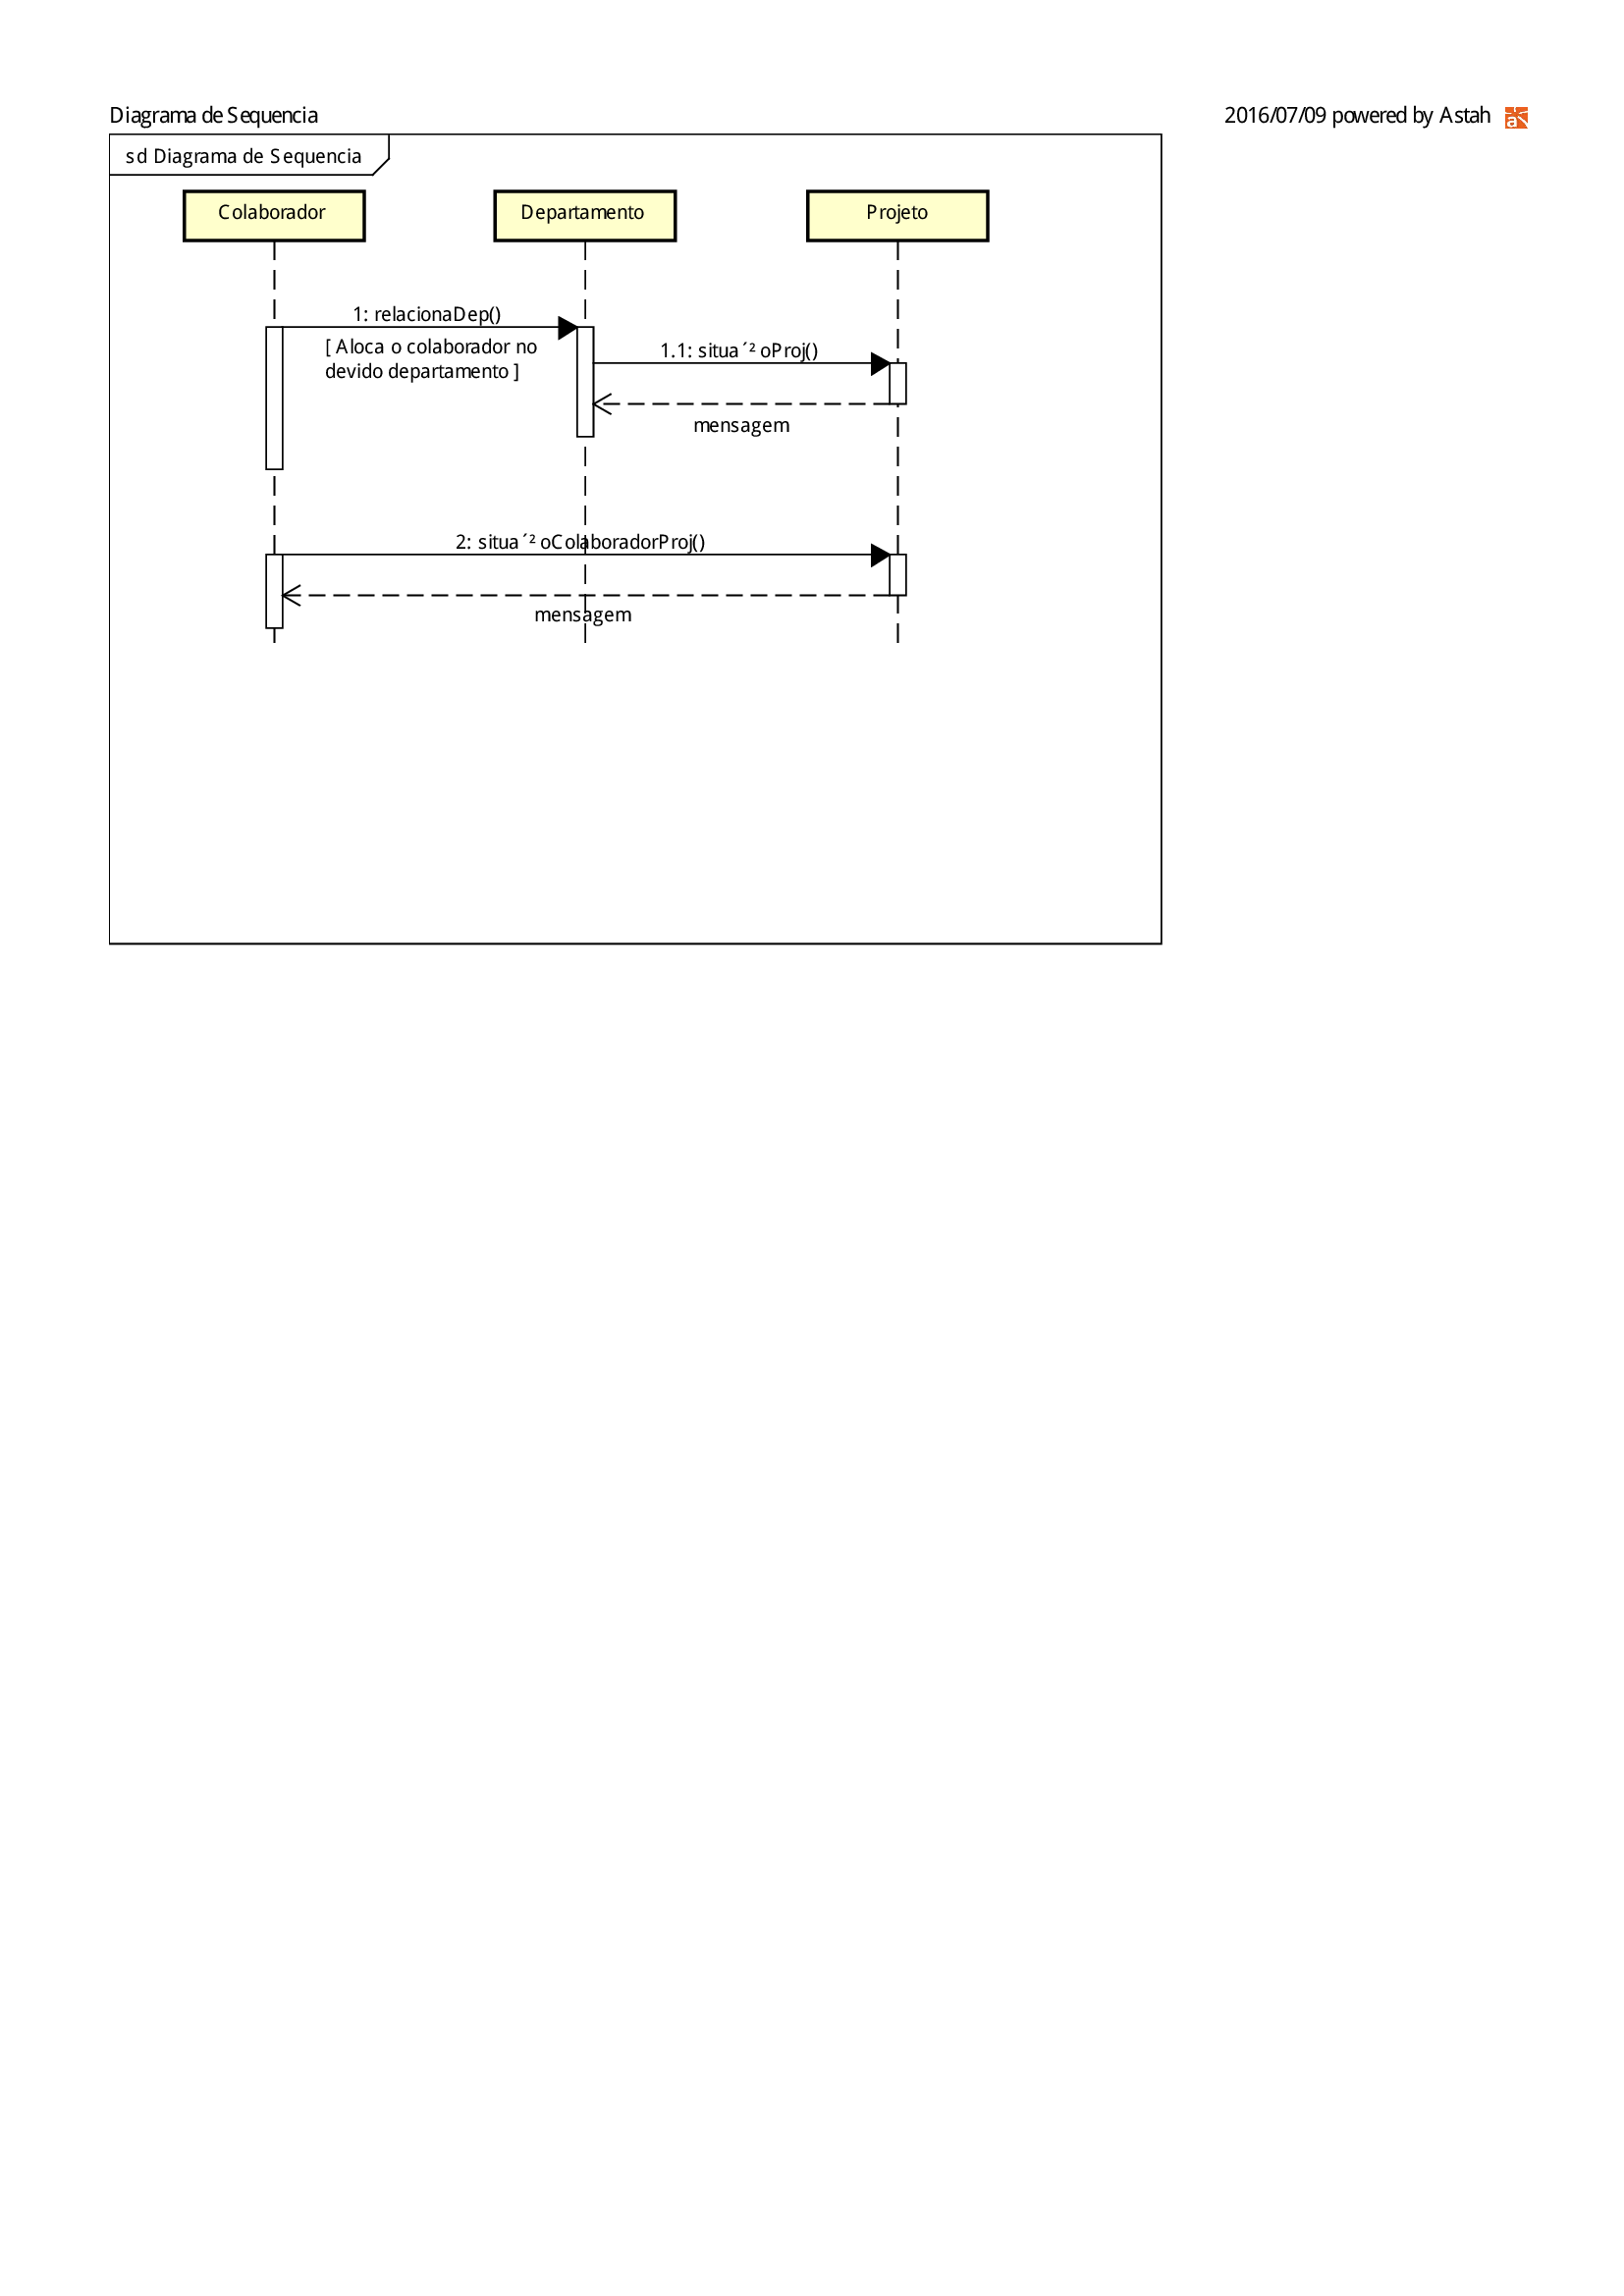 Diagrama de Sequencia
2016/07/09 powered by Astah
sd Diagrama de Sequencia
Colaborador
Departamento
Projeto
1: relacionaDep()
[ Aloca o colaborador no
devido departamento ]
1.1: situa´² oProj()
mensagem
2: situa´² oColaboradorProj()
mensagem